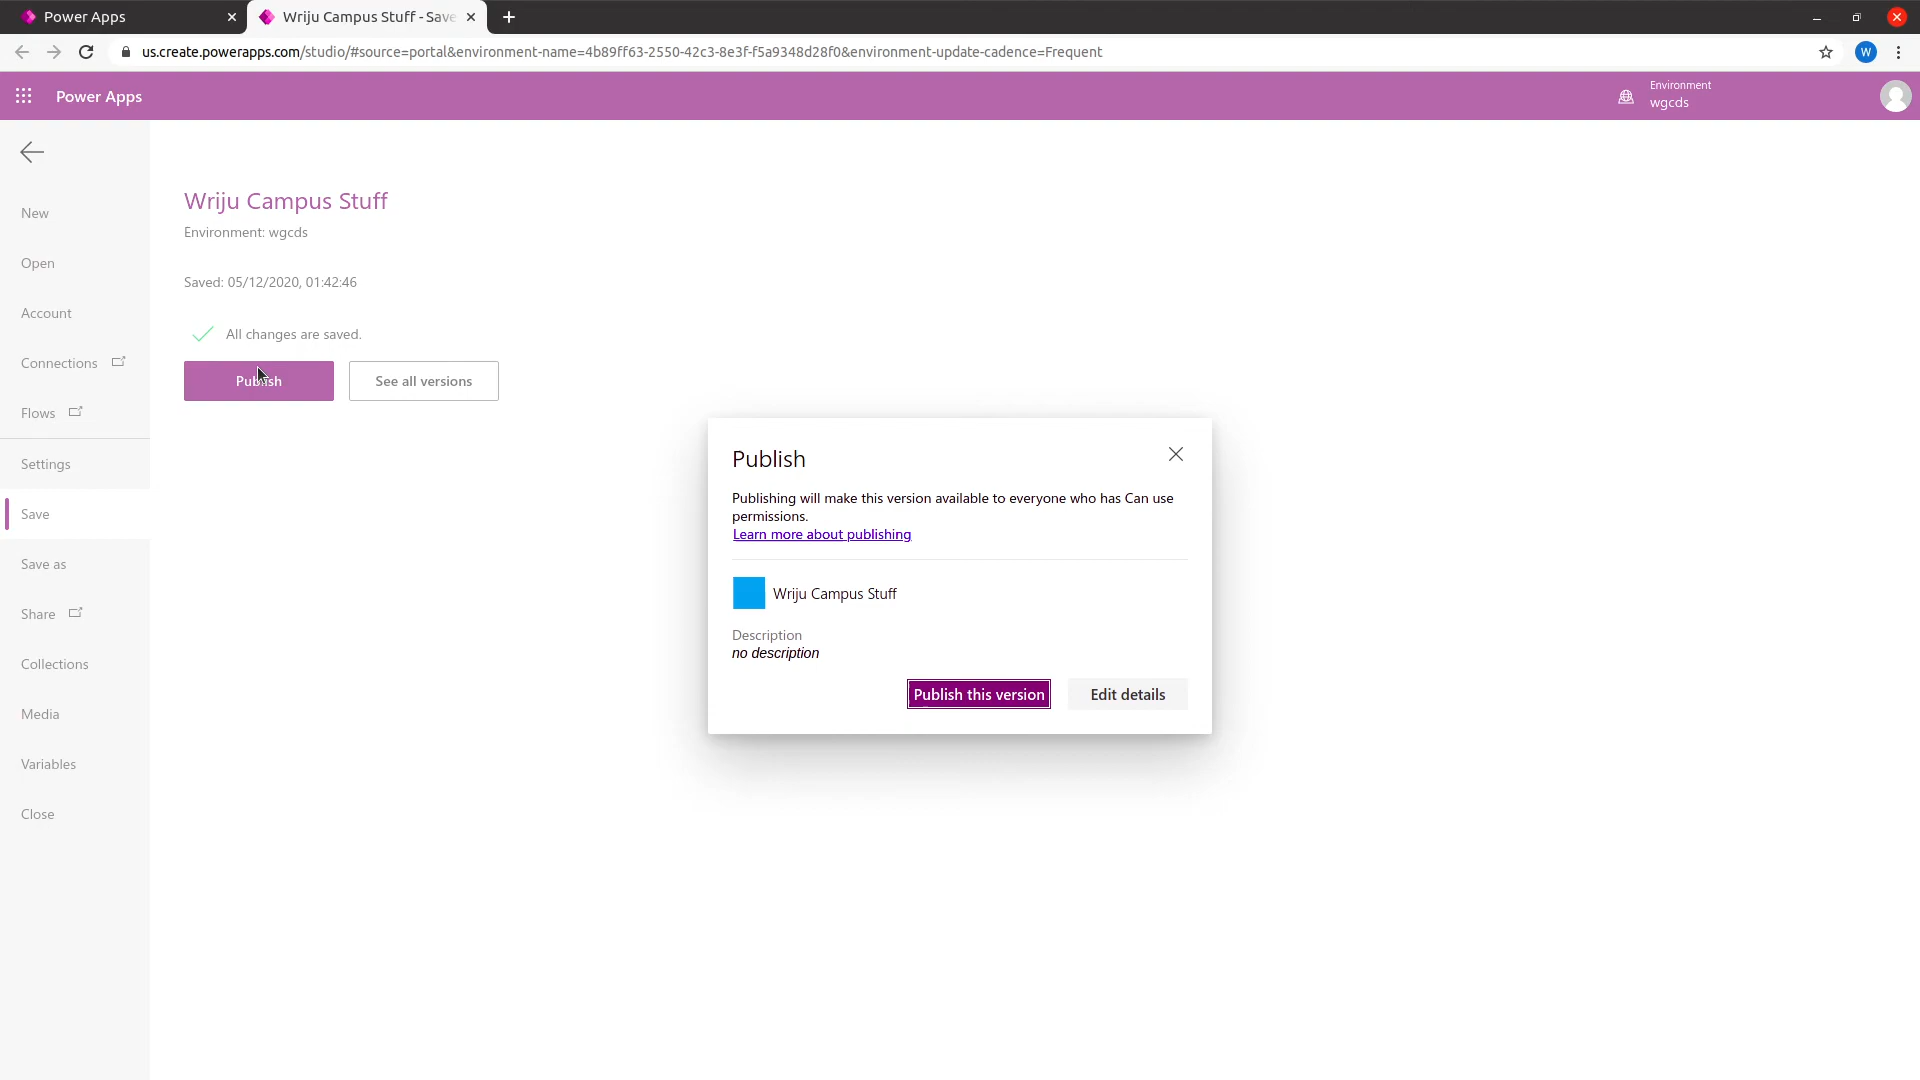 Power Apps
Wriju Campus Stuff - Save
us.create.powerapps.com/studio/#source=portal&environment-name=4b89ff63-2550-42c3-8e3f-f5a9348d28f0&environment-update-cadence=Frequent
W
Power Apps
Environment
wgcds
New
Open
Account
Connections
Flows
Settings
Save
Save as
Share
Collections
Media
Variables
Close
Wriju Campus Stuff
Environment: wgcds
Saved: 05/12/2020, 01:42:46
All changes are saved.
Publish
See all versions
Publish
Publishing will make this version available to everyone who has Can use
permissions.
Learn more about publishing
Wriju Campus Stuff
Description
no description
Publish this version
Edit details